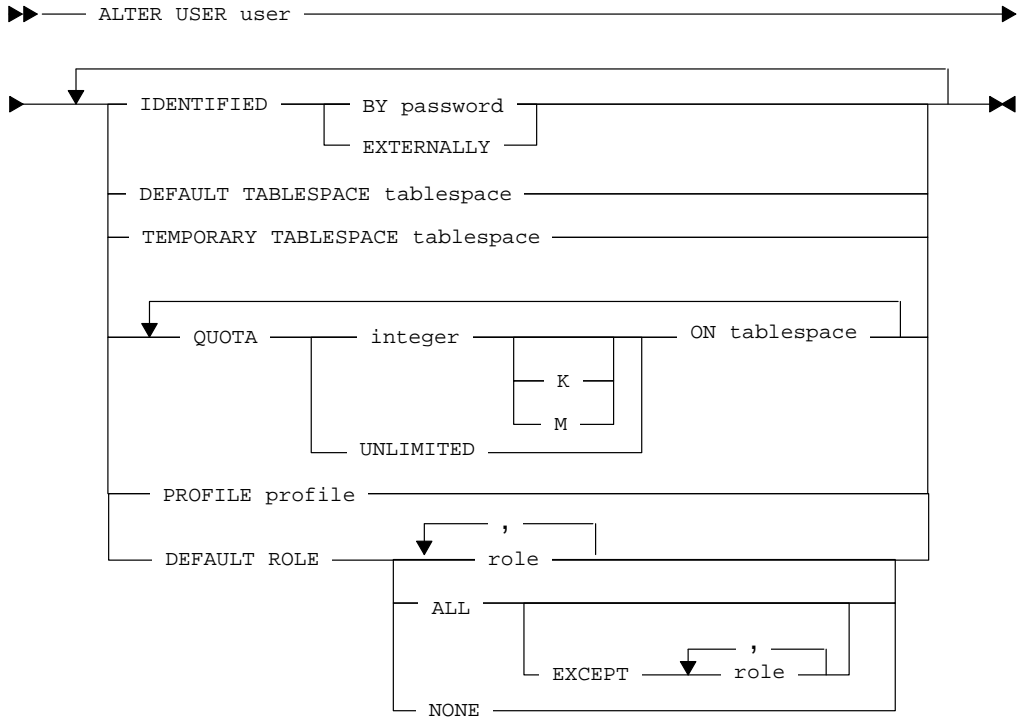 ALTER USER user
IDENTIFIED BY password
EXTERNALLY
DEFAULT TABLESPACE tablespace
TEMPORARY TABLESPACE tablespace
QUOTA integer ON tablespace
K
M
UNLIMITED
PROFILE profile
,
DEFAULT ROLE role
ALL
,
EXCEPT role
NONE